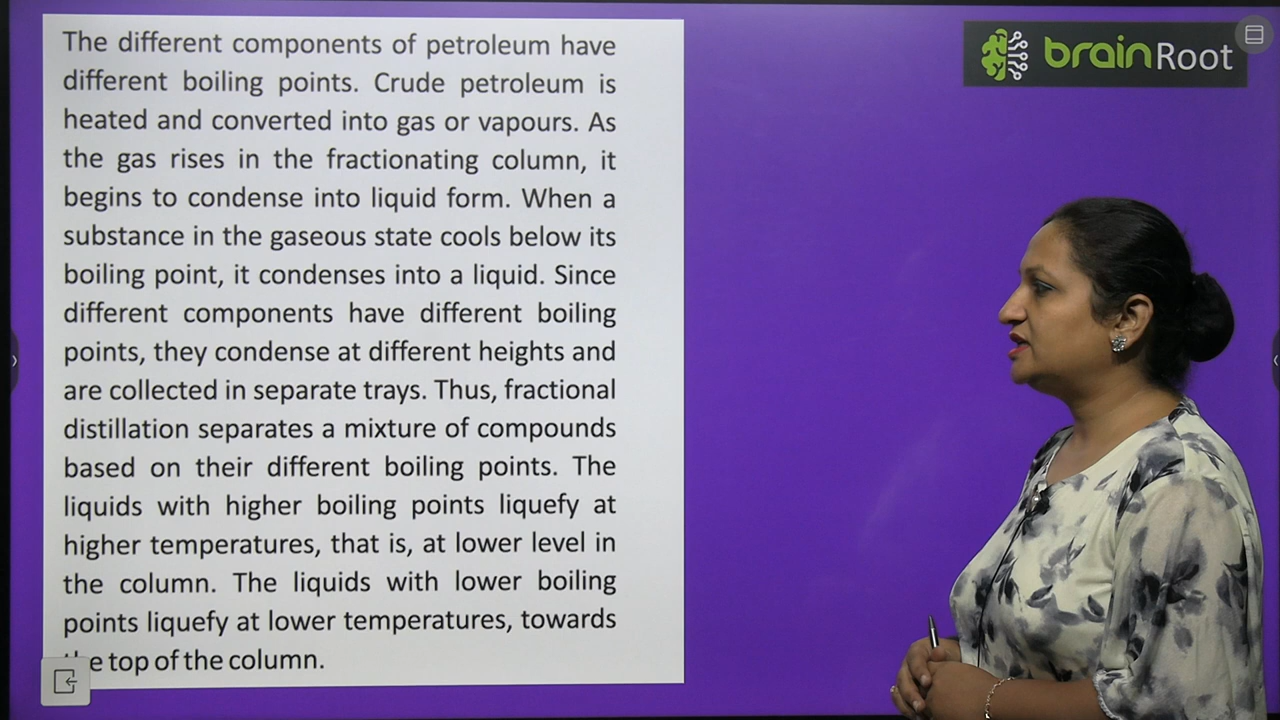 The different components of petroleum have
different boiling points. Crude petroleum is
heated and converted into gas or vapours. As
the gas rises in the fractionating column, it
begins to condense into liquid form. When a
substance in the gaseous state cools below its
boiling point, it condenses into a liquid. Since
different components have different boiling
points, they condense at different heights and
are collected in separate trays. Thus, fractional
distillation separates a mixture of compounds
based on their different boiling points. The
liquids with higher boiling points liquefy at
higher temperatures, that is, at lower level in
the column. The liquids with lower boiling
points liquefy at lower temperatures, towards
the top of the column.
brainRoot